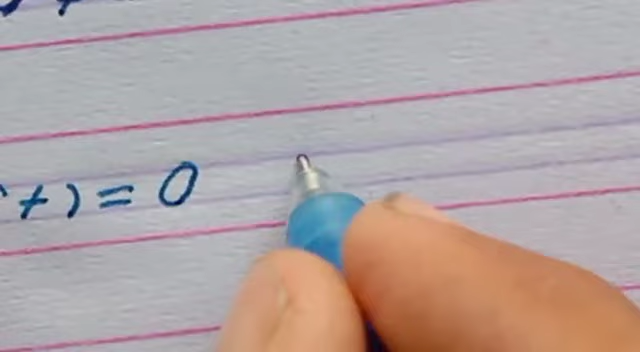 t) = 0